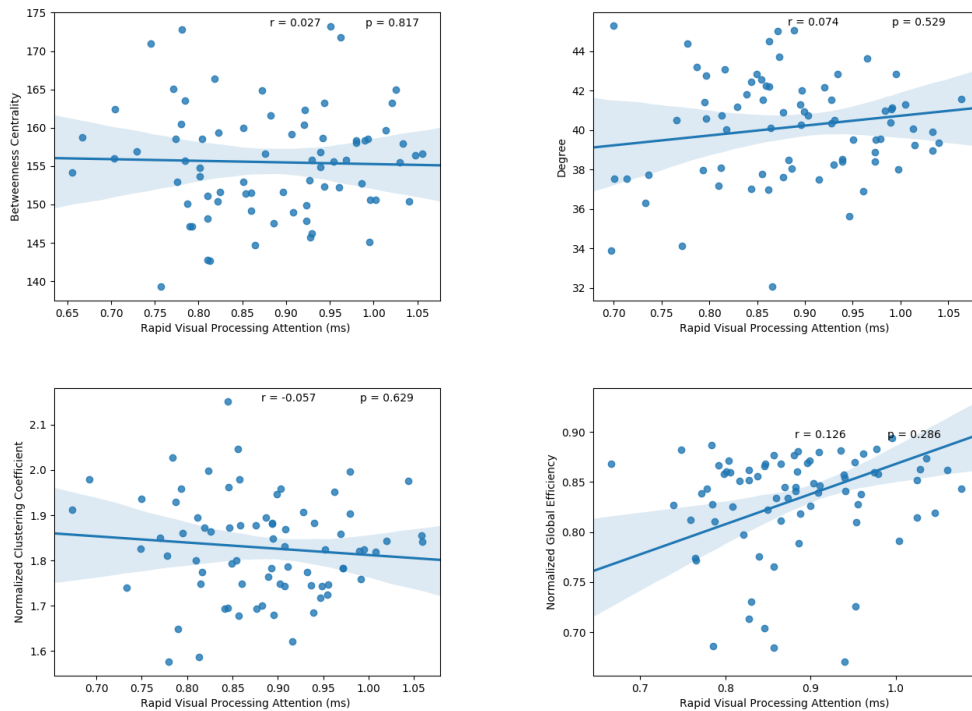 r = 0.027 p = 0.817
175
170
165
160
155
150
145
140
Betweenness Centrality
0.65 0.70 0.75 0.80 0.85 0.90 0.95 1.00 1.05
Rapid Visual Processing Attention (ms)
r = 0.074 p = 0.529
44
42
40
38
36
34
32
Degree
0.70 0.75 0.80 0.85 0.90 0.95 1.00 1.05
Rapid Visual Processing Attention (ms)
r = -0.057 p = 0.629
2.1
2.0
1.9
1.8
1.7
1.6
Normalized Clustering Coefficient
0.70 0.75 0.80 0.85 0.90 0.95 1.00 1.05
Rapid Visual Processing Attention (ms)
r = 0.126 p = 0.286
0.90
0.85
0.80
0.75
0.70
Normalized Global Efficiency
0.7 0.8 0.9 1.0
Rapid Visual Processing Attention (ms)